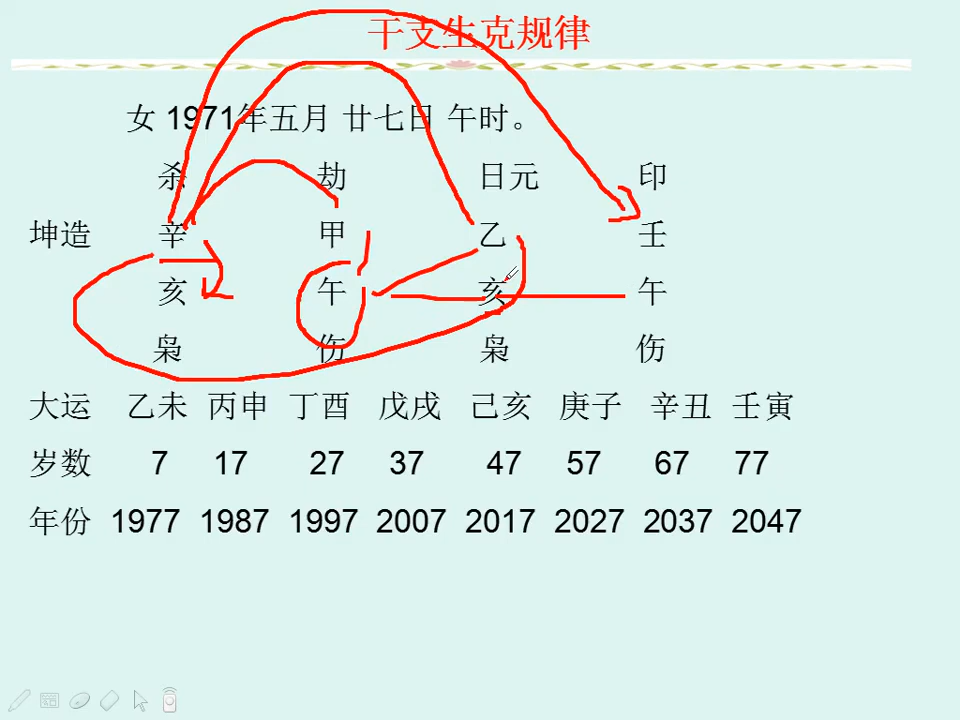 干支生克规律
女 1971年五月 廿七日 午时。
杀 劫 日元 印
坤造 辛 甲 乙 壬
亥 午 亥 午
枭 伤 枭 伤
大运 乙未 丙申 丁酉 戊戌 己亥 庚子 辛丑 壬寅
岁数 7 17 27 37 47 57 67 77
年份 1977 1987 1997 2007 2017 2027 2037 2047